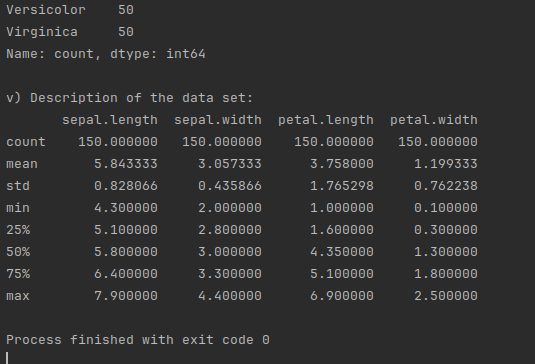 Versicolor    50
Virginica     50
Name: count, dtype: int64

v) Description of the data set:
       sepal.length  sepal.width  petal.length  petal.width
count    150.000000   150.000000    150.000000   150.000000
mean       5.843333     3.057333      3.758000     1.199333
std        0.828066     0.435866      1.765298     0.762238
min        4.300000     2.000000      1.000000     0.100000
25%        5.100000     2.800000      1.600000     0.300000
50%        5.800000     3.000000      4.350000     1.300000
75%        6.400000     3.300000      5.100000     1.800000
max        7.900000     4.400000      6.900000     2.500000

Process finished with exit code 0